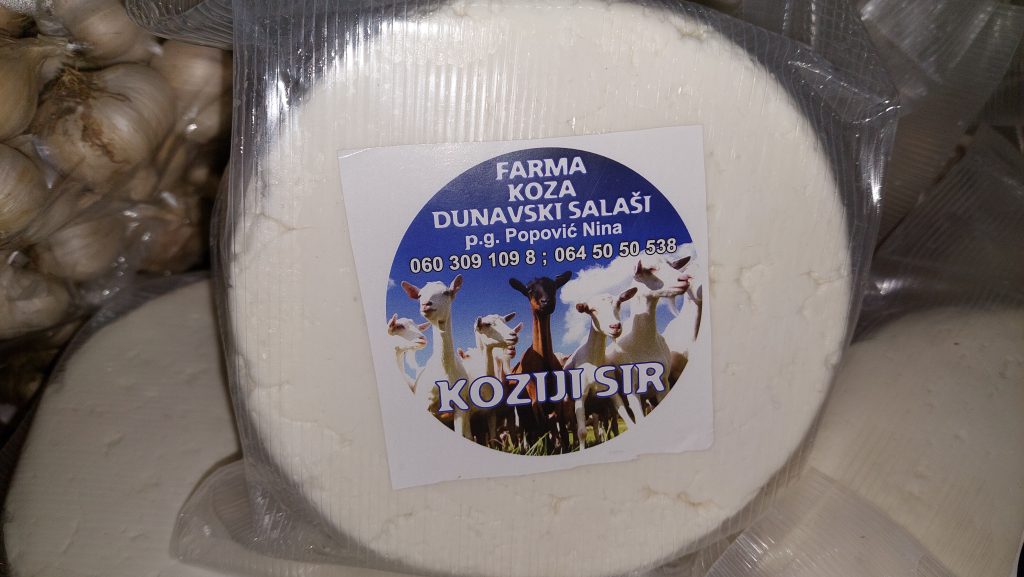 FARMA
KOZA
DUNAVSKI SALAŠI
p.g. Popović Nina
060 309 109 8 ; 064 50 50 538
KOZIJI SIR